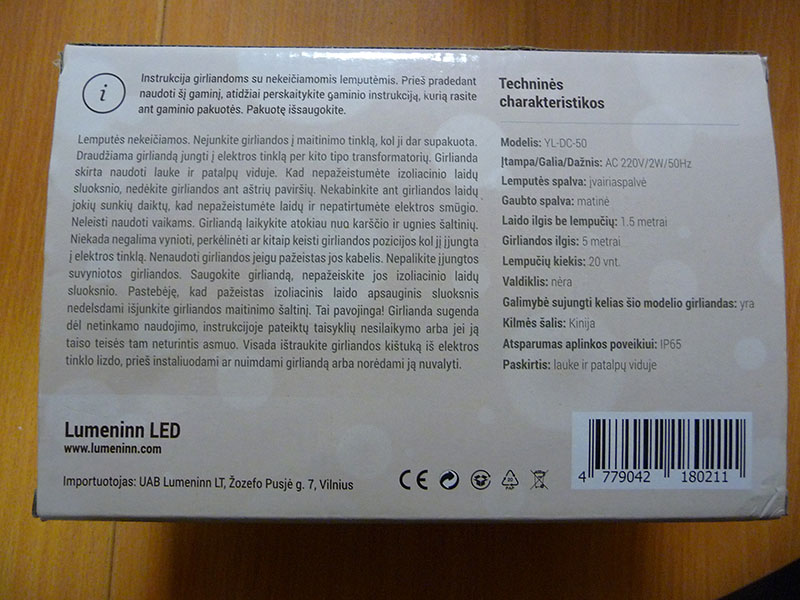 i
Instrukcija girliandoms su nekeičiamomis lemputėmis. Prieš pradedant
naudoti šį gaminį, atidžiai perskaitykite gaminio instrukciją, kurią rasite
ant gaminio pakuotės. Pakuotę išsaugokite.
Lemputės nekeičiamos. Nejunkite girliandos į maitinimo tinklą, kol ji dar supakuota.
Draudžiama girliandą jungti į elektros tinklą per kito tipo transformatorių. Girlianda
skirta naudoti lauke ir patalpų viduje. Kad nepažeistumėte izoliacinio laidų
sluoksnio, nedėkite girliandos ant aštrių paviršių. Nekabinkite ant girliandos laidų
jokių sunkių daiktų, kad nepažeistumėte laidų ir nepatirtumėte elektros smūgio.
Neleisti naudoti vaikams. Girliandą laikykite atokiau nuo karščio ir ugnies šaltinių.
Niekada negalima vynioti, perkėlinėti ar kitaip keisti girliandos pozicijos kol jį įjungta
į elektros tinklą. Nenaudoti girliandos jeigu pažeistas jos kabelis. Nepalikite įjungtos
suvyniotos girliandos. Saugokite girliandą, nepažeiskite jos izoliacinio laidų
sluoksnio. Pastebėję, kad pažeistas izoliacinis laido apsauginis sluoksnis
nedelsdami išjunkite girliandos maitinimo šaltinį. Tai pavojinga! Girlianda sugenda
dėl netinkamo naudojimo, instrukcijoje pateiktų taisyklių nesilaikymo arba jei ją
taiso teisės tam neturintis asmuo. Visada ištraukite girliandos kištuką iš elektros
tinklo lizdo, prieš instaliuodami ar nuimdami girliandą arba norėdami ją nuvalyti.
Techninės
charakteristikos
Modelis: YL-DC-50
Įtampa/Galia/Dažnis: AC 220V/2W/50Hz
Lemputės spalva: įvairiaspalvė
Gaubto spalva: matinė
Laido ilgis be lempučių: 1.5 metrai
Girliandos ilgis: 5 metrai
Lempučių kiekis: 20 vnt.
Valdiklis: nėra
Galimybė sujungti kelias šio modelio girliandas: yra
Kilmės šalis: Kinija
Atsparumas aplinkos poveikiui: IP65
Paskirtis: lauke ir patalpų viduje
Lumeninn LED
www.lumeninn.com
Importuotojas: UAB Lumeninn LT, Žozefo Pusjė g. 7, Vilnius
CE
PAP
4 779042 180211